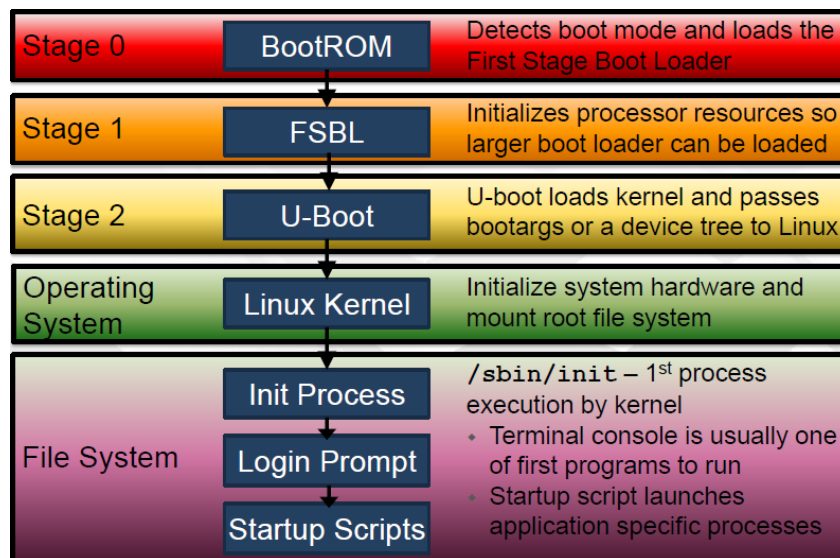 Stage 0
BootROM
Detects boot mode and loads the
First Stage Boot Loader
Stage 1
FSBL
Initializes processor resources so
larger boot loader can be loaded
Stage 2
U-Boot
U-boot loads kernel and passes
bootargs or a device tree to Linux
Operating
System
Linux Kernel
Initialize system hardware and
mount root file system
File System
Init Process
Login Prompt
Startup Scripts
/sbin/init – 1st process
execution by kernel
• Terminal console is usually one
of first programs to run
• Startup script launches
application specific processes